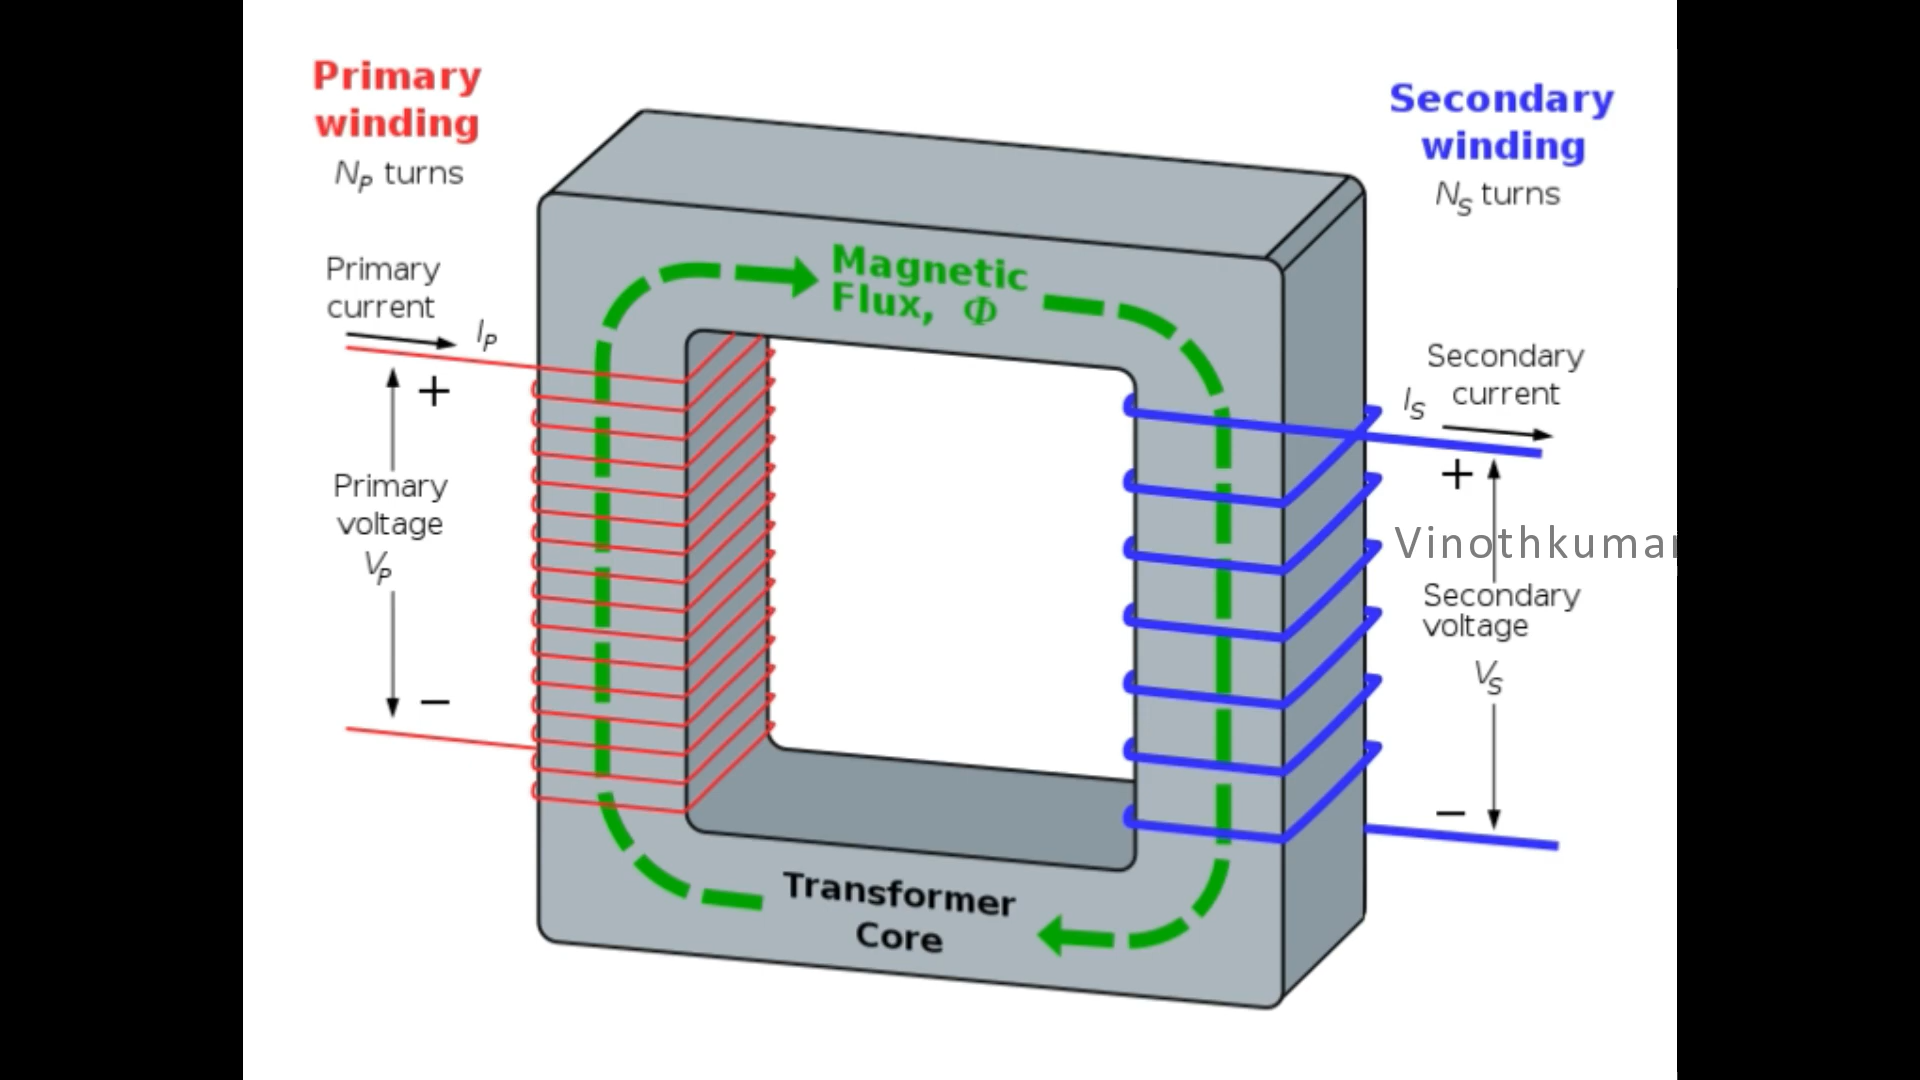 Primary
winding
NP turns
Primary
current
IP
+
Primary
voltage
VP
−
Magnetic
Flux, Φ
Transformer
Core
Secondary
winding
NS turns
Secondary
current
IS
+
Vinothkumar
Secondary
voltage
VS
−